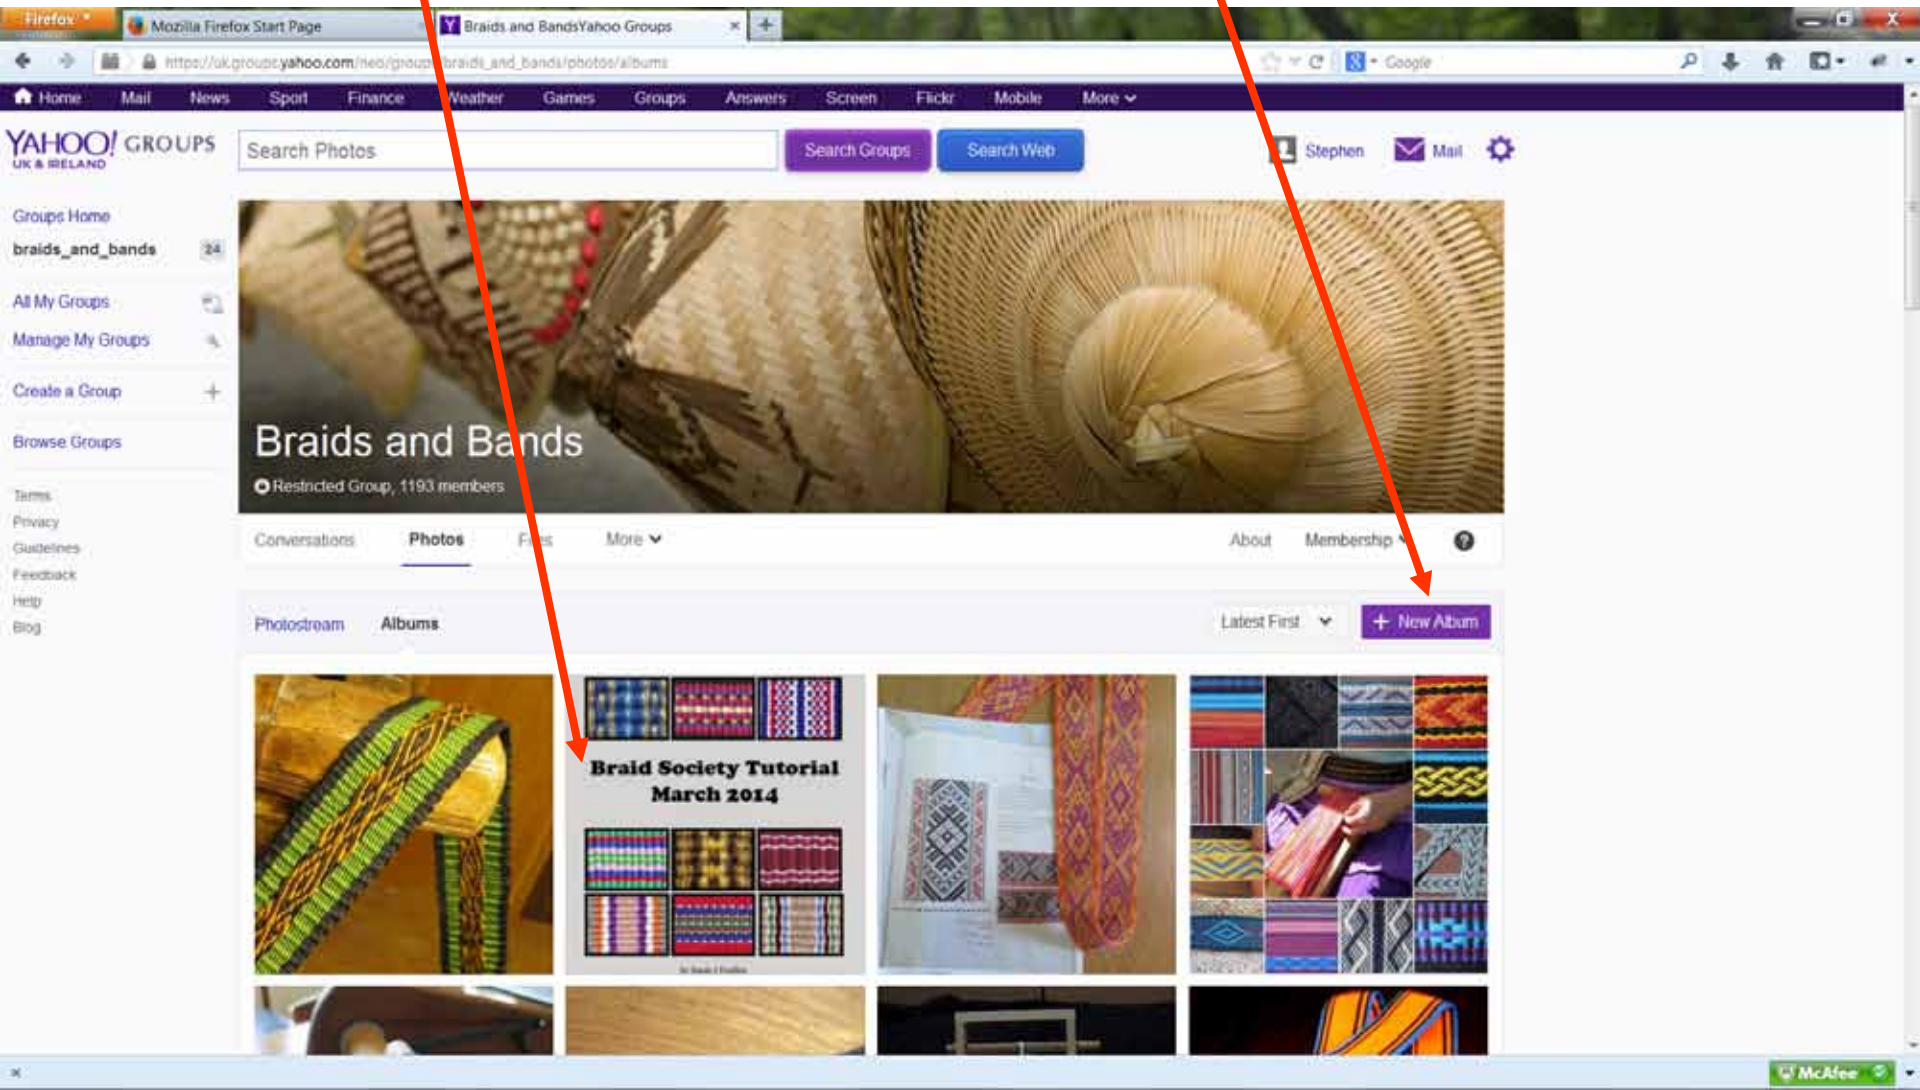 Firefox
Mozilla Firefox Start Page
Braids and BandsYahoo Groups
https://uk.groups.yahoo.com/neo/groups/braids_and_bands/photos/albums
Google
Home Mail News Sport Finance Weather Games Groups Answers Screen Flickr Mobile More
YAHOO! GROUPS
UK & IRELAND
Search Photos
Search Groups
Search Web
Stephen
Mail
Groups Home
braids_and_bands 24
All My Groups
Manage My Groups
Create a Group
Browse Groups
Terms
Privacy
Guidelines
Feedback
Help
Blog
Braids and Bands
Restricted Group, 1193 members
Conversations Photos Files More About Membership
Photostream Albums Latest First + New Album
Braid Society Tutorial
March 2014
McAfee